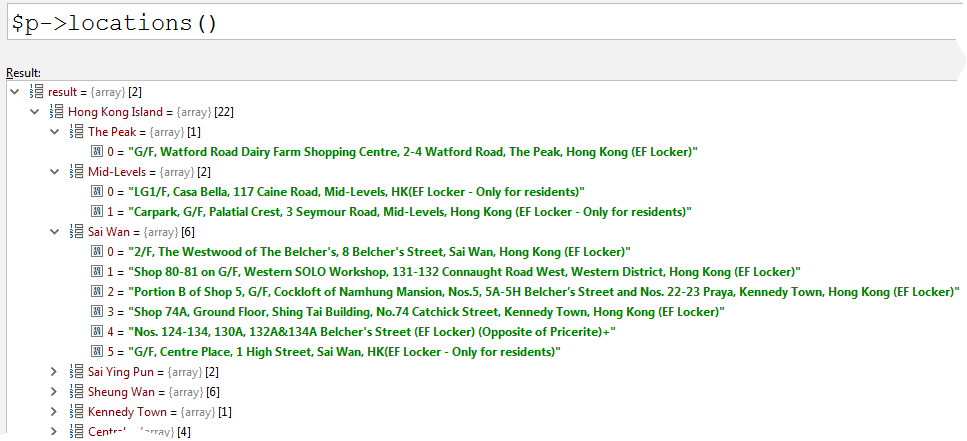 $p->locations()
Result:
result = {array} [2]
Hong Kong Island = {array} [22]
The Peak = {array} [1]
0 = "G/F, Watford Road Dairy Farm Shopping Centre, 2-4 Watford Road, The Peak, Hong Kong (EF Locker)"
Mid-Levels = {array} [2]
0 = "LG1/F, Casa Bella, 117 Caine Road, Mid-Levels, HK(EF Locker - Only for residents)"
1 = "Carpark, G/F, Palatial Crest, 3 Seymour Road, Mid-Levels, Hong Kong (EF Locker - Only for residents)"
Sai Wan = {array} [6]
0 = "2/F, The Westwood of The Belcher's, 8 Belcher's Street, Sai Wan, Hong Kong (EF Locker)"
1 = "Shop 80-81 on G/F, Western SOLO Workshop, 131-132 Connaught Road West, Western District, Hong Kong (EF Locker)"
2 = "Portion B of Shop 5, G/F, Cockloft of Namhung Mansion, Nos.5, 5A-5H Belcher’s Street and Nos. 22-23 Praya, Kennedy Town, Hong Kong (EF Locker)"
3 = "Shop 74A, Ground Floor, Shing Tai Building, No.74 Catchick Street, Kennedy Town, Hong Kong (EF Locker)"
4 = "Nos. 124-134, 130A, 132A&134A Belcher's Street (EF Locker) (Opposite of Pricerite)+"
5 = "G/F, Centre Place, 1 High Street, Sai Wan, HK(EF Locker - Only for residents)"
Sai Ying Pun = {array} [2]
Sheung Wan = {array} [6]
Kennedy Town = {array} [1]
Central = {array} [4]